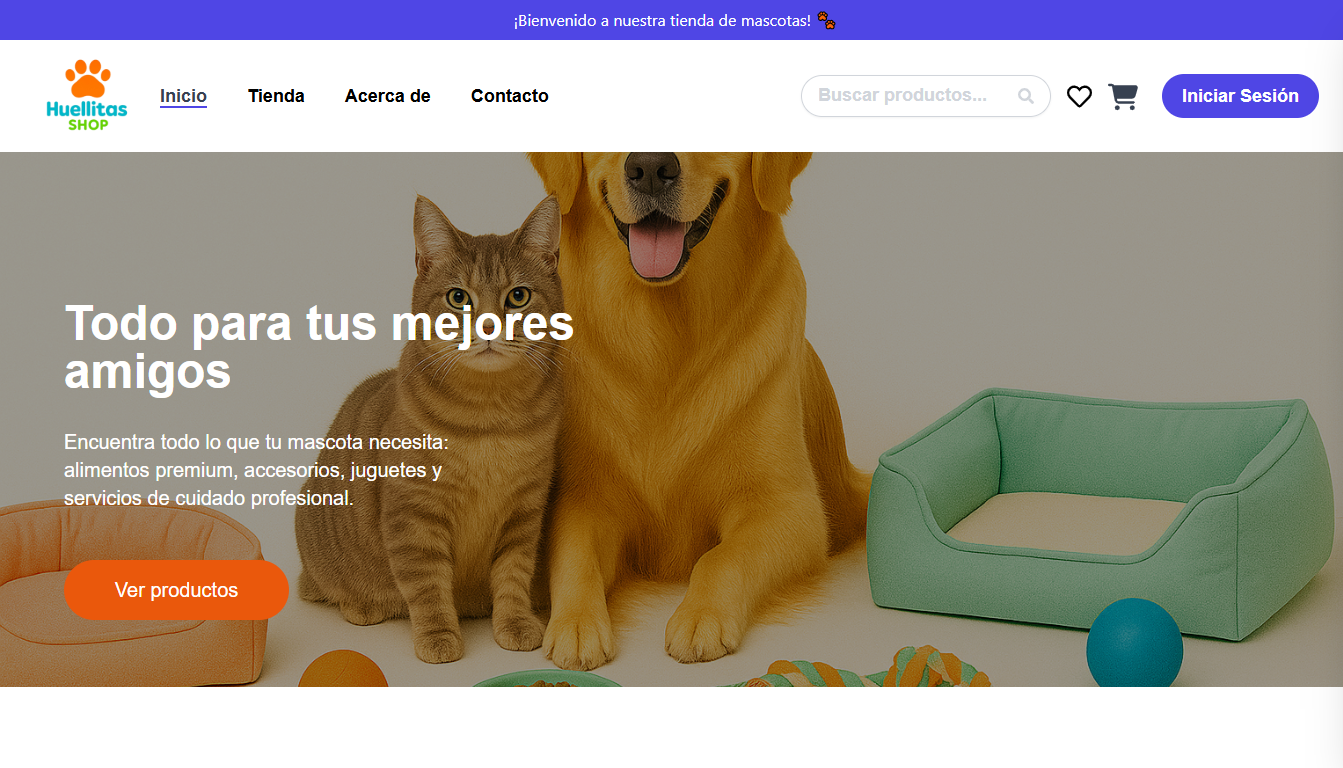 ¡Bienvenido a nuestra tienda de mascotas!
Huellitas
SHOP
Inicio
Tienda
Acerca de
Contacto
Buscar productos...
Iniciar Sesión
Todo para tus mejores
amigos
Encuentra todo lo que tu mascota necesita:
alimentos premium, accesorios, juguetes y
servicios de cuidado profesional.
Ver productos